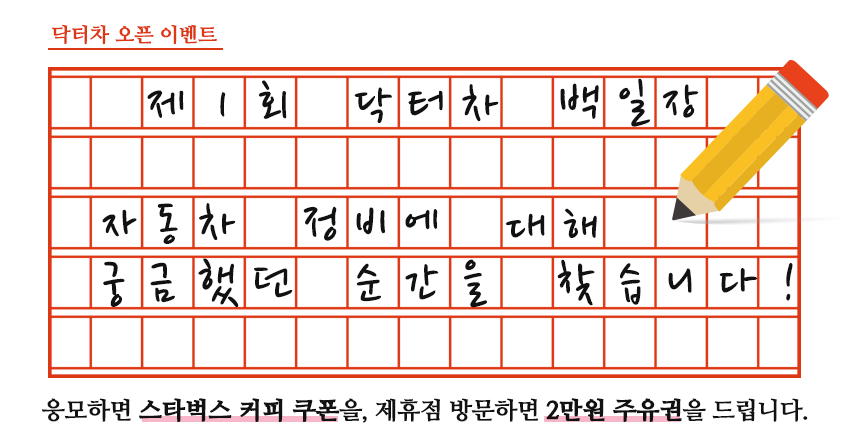 닥터차 오픈 이벤트
제1회 닥터차 백일장
자동차 정비에 대해
궁금했던 순간을 찾습니다!
응모하면 스타벅스 커피 쿠폰을, 제휴점 방문하면 2만원 주유권을 드립니다.